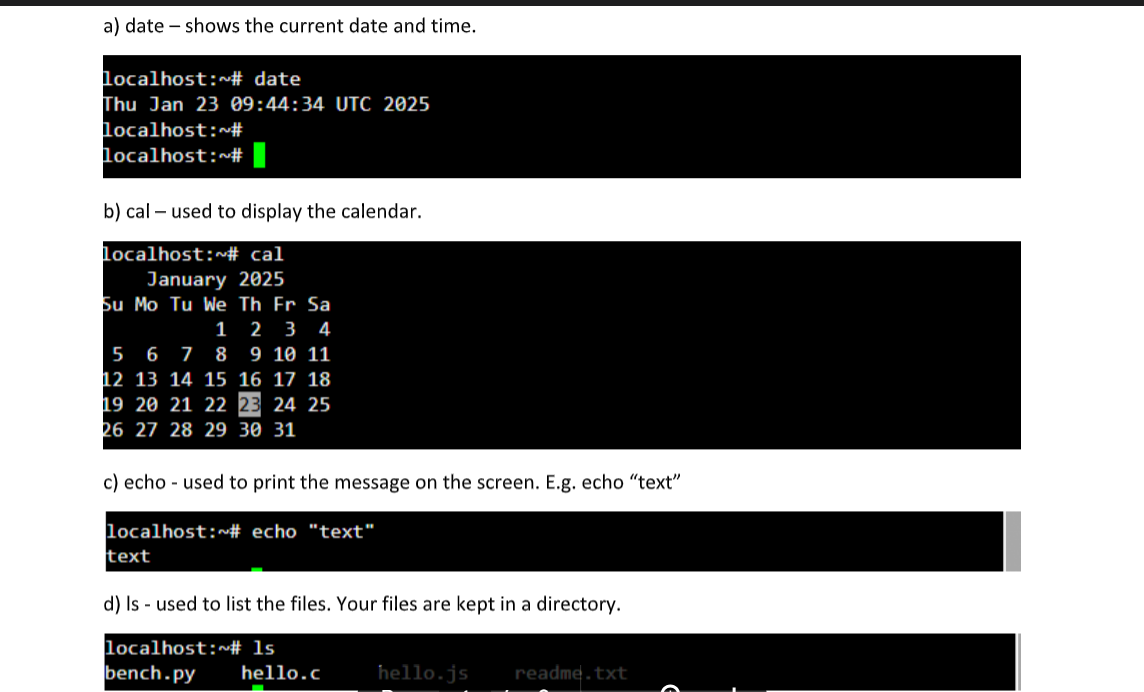 a) date – shows the current date and time.
localhost:~# date
Thu Jan 23 09:44:34 UTC 2025
localhost:~#
localhost:~#
b) cal – used to display the calendar.
localhost:~# cal
January 2025
Su Mo Tu We Th Fr Sa
1 2 3 4
5 6 7 8 9 10 11
12 13 14 15 16 17 18
19 20 21 22 23 24 25
26 27 28 29 30 31
c) echo - used to print the message on the screen. E.g. echo “text”
localhost:~# echo "text"
text
d) ls - used to list the files. Your files are kept in a directory.
localhost:~# ls
bench.py hello.c hello.js readme.txt